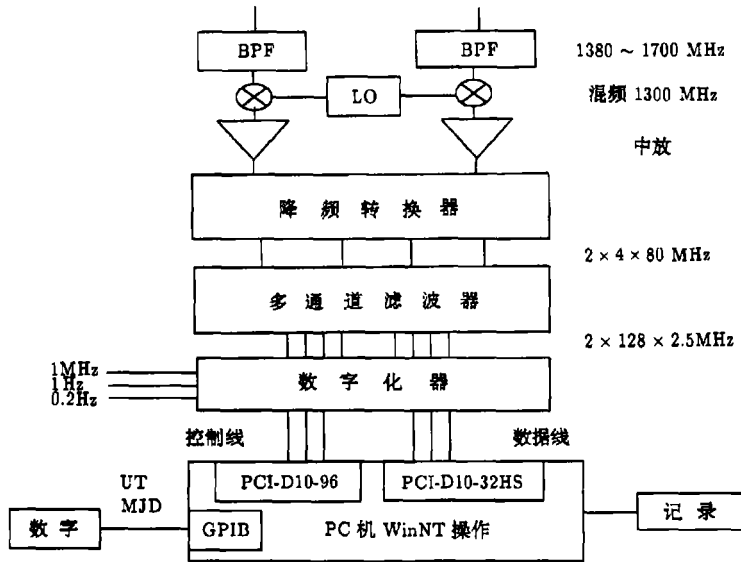 BPF
BPF
1380 ~ 1700 MHz
LO
混频 1300 MHz
中放
降 频 转 换 器
2 × 4 × 80 MHz
多 通 道 滤 波 器
2 × 128 × 2.5MHz
1MHz
1Hz
0.2Hz
数 字 化 器
控制线
数据线
PCI-D10-96
PCI-D10-32HS
UT
MJD
数 字
GPIB
PC 机 WinNT 操作
记 录